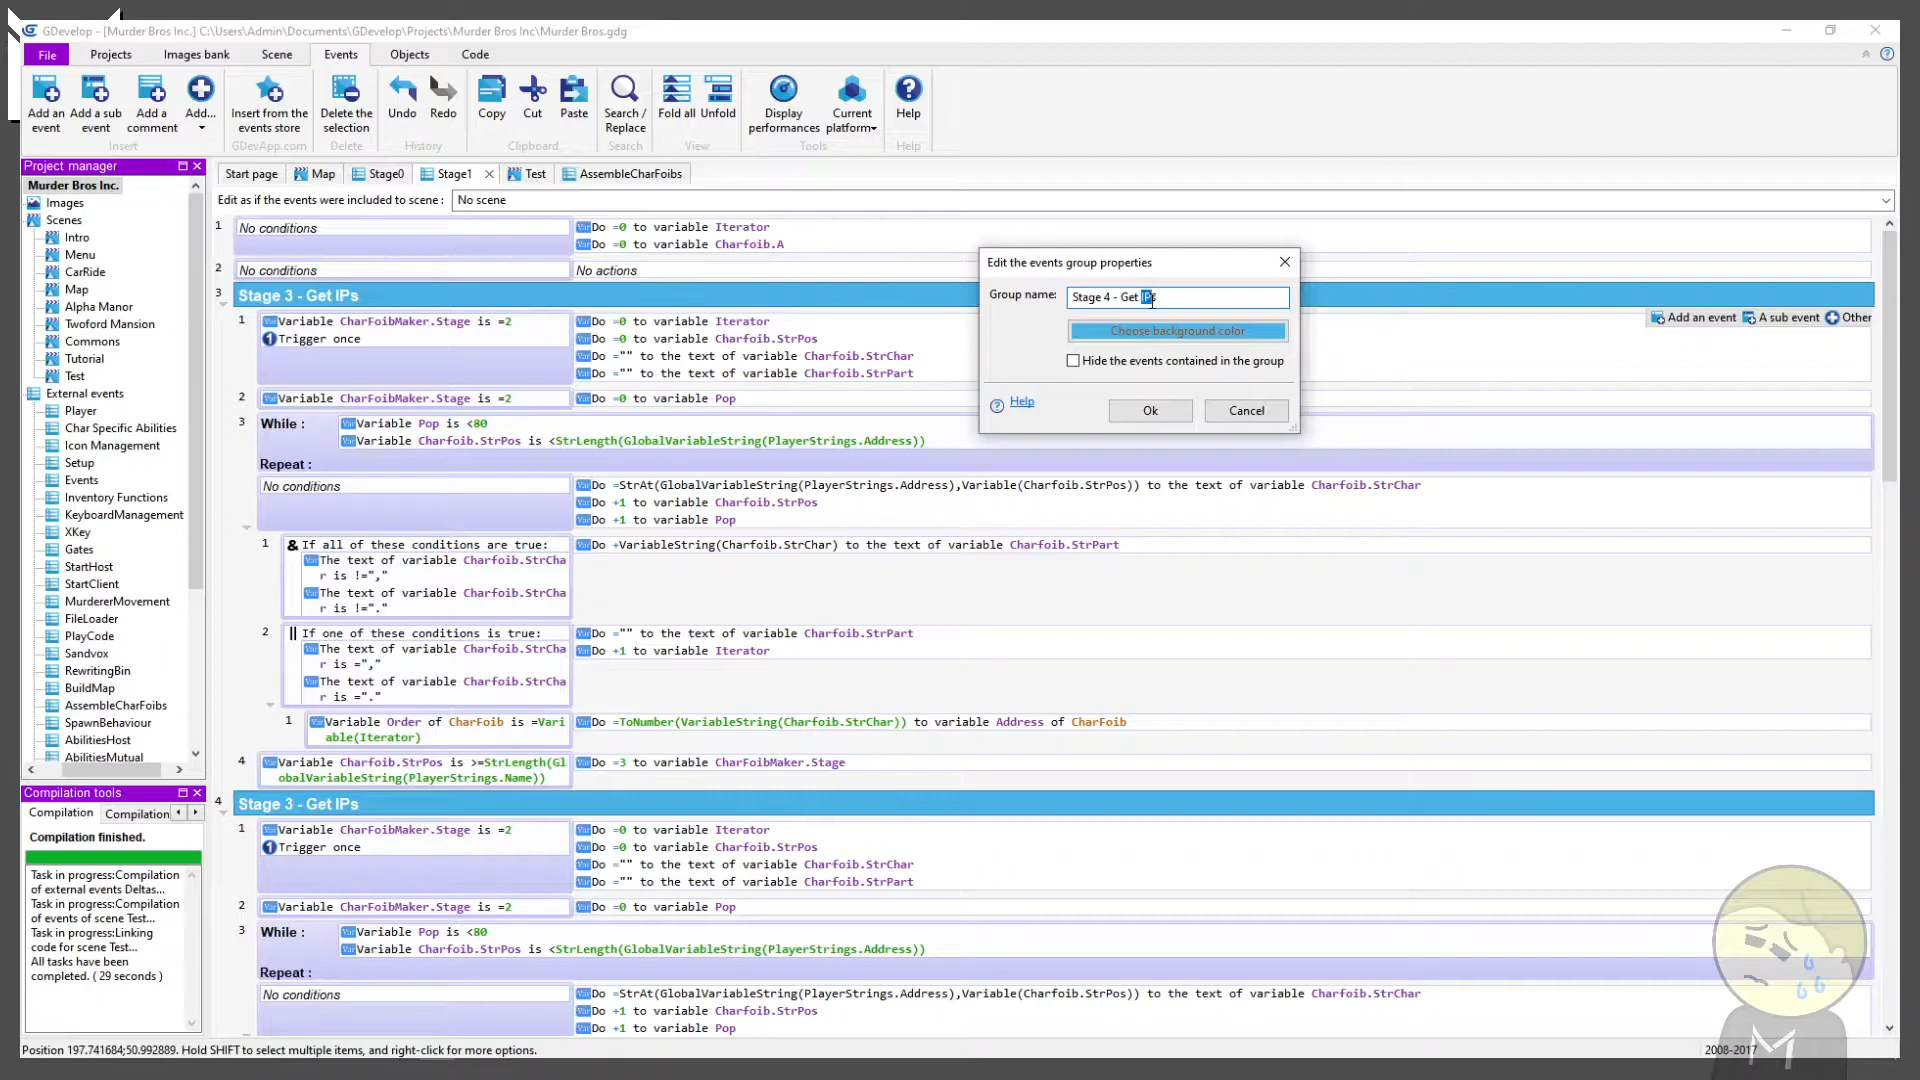 GDevelop - [Murder Bros Inc.] C:\Users\Admin\Documents\GDevelop\Projects\Murder Bros Inc\Murder Bros.gdg
File Projects Images bank Scene Events Objects Code
Add an event
Add a sub event
Add a comment
Add...
Insert
Insert from the events store
GDevApp.com
Delete the selection
Delete
Undo Redo
History
Copy Cut Paste
Clipboard
Search / Replace
Search
Fold all Unfold
View
Display performances
Current platform
Tools
Help
Help
Project manager
Murder Bros Inc.
Images
Scenes
Intro
Menu
CarRide
Map
Alpha Manor
Twoford Mansion
Commons
Tutorial
Test
External events
Player
Char Specific Abilities
Icon Management
Setup
Events
Inventory Functions
KeyboardManagement
XKey
Gates
StartHost
StartClient
MurdererMovement
FileLoader
PlayCode
Sandvox
RewritingBin
BuildMap
AssembleCharFoibs
SpawnBehaviour
AbilitiesHost
AbilitiesMutual
Compilation tools
Compilation Compilation
Compilation finished.
Task in progress:Compilation
of external events Deltas...
Task in progress:Compilation
of events of scene Test...
Task in progress:Linking
code for scene Test...
All tasks have been
completed. ( 29 seconds )
Start page Map Stage0 Stage1 Test AssembleCharFoibs
Edit as if the events were included to scene : No scene
1 No conditions Do =0 to variable Iterator
Do =0 to variable Charfoib.A
2 No conditions No actions
3 Stage 3 - Get IPs
Add an event A sub event Other
1 Variable CharFoibMaker.Stage is =2 Do =0 to variable Iterator
Trigger once Do =0 to variable Charfoib.StrPos
Do ="" to the text of variable Charfoib.StrChar
Do ="" to the text of variable Charfoib.StrPart
2 Variable CharFoibMaker.Stage is =2 Do =0 to variable Pop
3 While : Variable Pop is <80
Variable Charfoib.StrPos is <StrLength(GlobalVariableString(PlayerStrings.Address))
Repeat :
No conditions Do =StrAt(GlobalVariableString(PlayerStrings.Address),Variable(Charfoib.StrPos)) to the text of variable Charfoib.StrChar
Do +1 to variable Charfoib.StrPos
Do +1 to variable Pop
1 & If all of these conditions are true: Do +VariableString(Charfoib.StrChar) to the text of variable Charfoib.StrPart
The text of variable Charfoib.StrCha
r is !=","
The text of variable Charfoib.StrCha
r is !="."
2 || If one of these conditions is true: Do ="" to the text of variable Charfoib.StrPart
The text of variable Charfoib.StrCha Do +1 to variable Iterator
r is =","
The text of variable Charfoib.StrCha
r is ="."
1 Variable Order of CharFoib is =Vari Do =ToNumber(VariableString(Charfoib.StrChar)) to variable Address of CharFoib
able(Iterator)
4 Variable Charfoib.StrPos is >=StrLength(Gl Do =3 to variable CharFoibMaker.Stage
obalVariableString(PlayerStrings.Name))
4 Stage 3 - Get IPs
1 Variable CharFoibMaker.Stage is =2 Do =0 to variable Iterator
Trigger once Do =0 to variable Charfoib.StrPos
Do ="" to the text of variable Charfoib.StrChar
Do ="" to the text of variable Charfoib.StrPart
2 Variable CharFoibMaker.Stage is =2 Do =0 to variable Pop
3 While : Variable Pop is <80
Variable Charfoib.StrPos is <StrLength(GlobalVariableString(PlayerStrings.Address))
Repeat :
No conditions Do =StrAt(GlobalVariableString(PlayerStrings.Address),Variable(Charfoib.StrPos)) to the text of variable Charfoib.StrChar
Do +1 to variable Charfoib.StrPos
Do +1 to variable Pop
Edit the events group properties
Group name: Stage 4 - Get IPs
Choose background color
Hide the events contained in the group
Help
Ok Cancel
Position 197.741684;50.992889. Hold SHIFT to select multiple items, and right-click for more options.
2008-2017